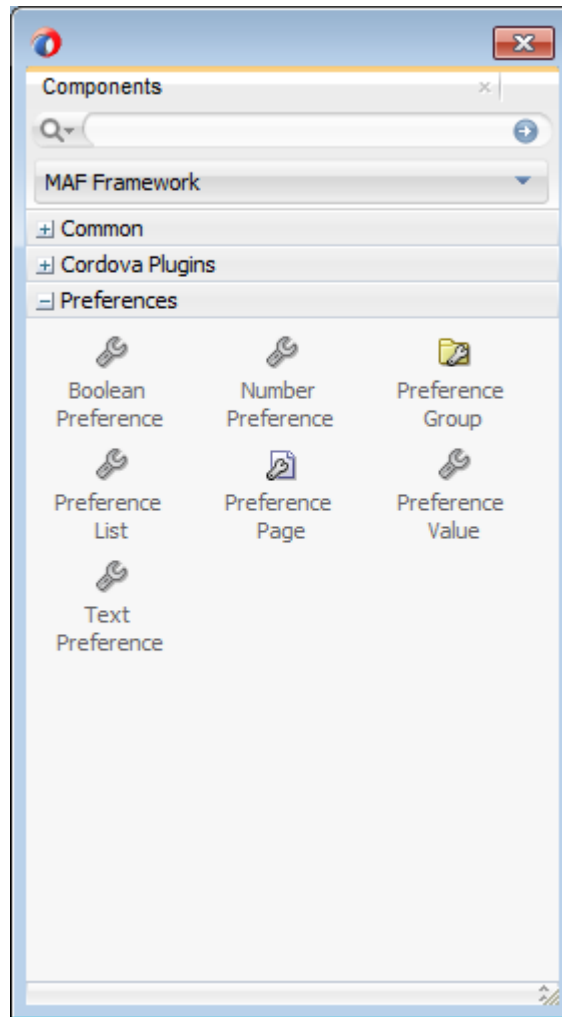 Components
MAF Framework
Common
Cordova Plugins
Preferences
Boolean Preference
Number Preference
Preference Group
Preference List
Preference Page
Preference Value
Text Preference